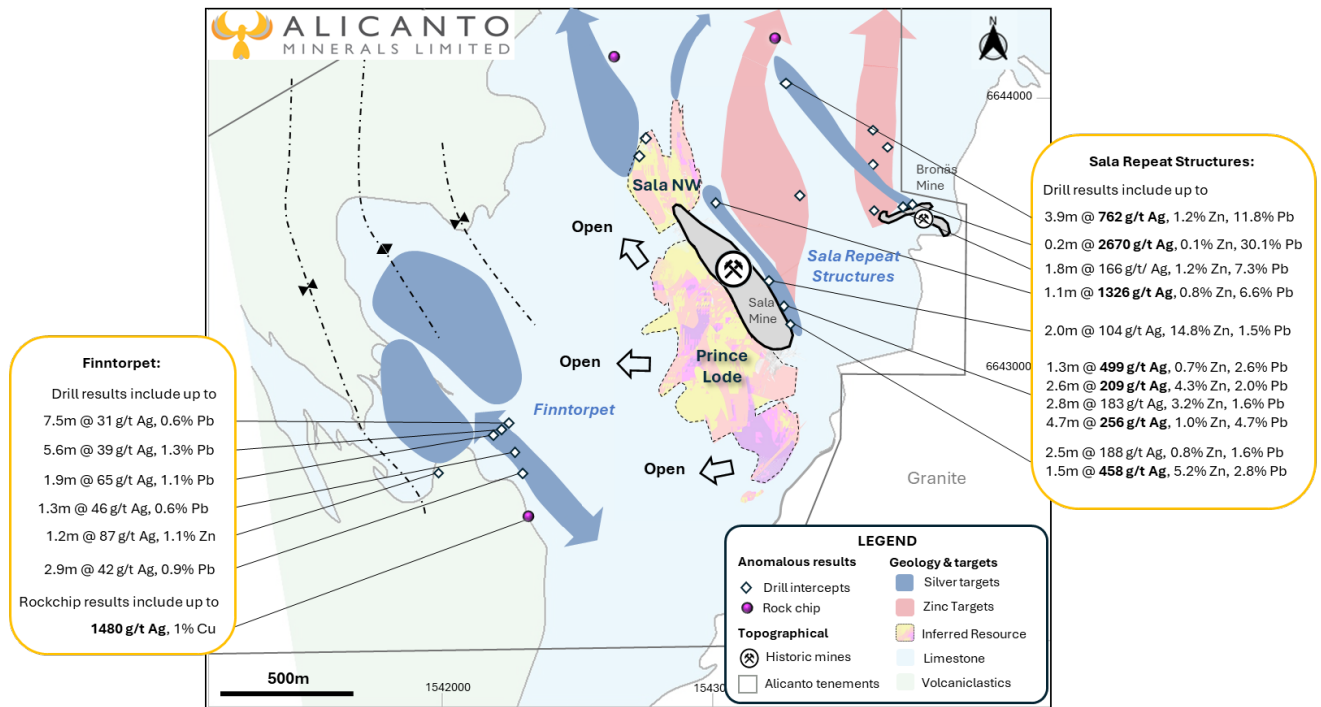 ALICANTO
MINERALS LIMITED
N
6644000
Sala NW
Bronäs
Mine
Open
Sala Repeat
Structures
Sala
Mine
Open
Prince
Lode
6643000
Finntorpet
Open
Granite
500m
1542000
15430
Finntorpet:
Drill results include up to
7.5m @ 31 g/t Ag, 0.6% Pb
5.6m @ 39 g/t Ag, 1.3% Pb
1.9m @ 65 g/t Ag, 1.1% Pb
1.3m @ 46 g/t Ag, 0.6% Pb
1.2m @ 87 g/t Ag, 1.1% Zn
2.9m @ 42 g/t Ag, 0.9% Pb
Rockchip results include up to
1480 g/t Ag, 1% Cu
Sala Repeat Structures:
Drill results include up to
3.9m @ 762 g/t Ag, 1.2% Zn, 11.8% Pb
0.2m @ 2670 g/t Ag, 0.1% Zn, 30.1% Pb
1.8m @ 166 g/t/ Ag, 1.2% Zn, 7.3% Pb
1.1m @ 1326 g/t Ag, 0.8% Zn, 6.6% Pb
2.0m @ 104 g/t Ag, 14.8% Zn, 1.5% Pb
1.3m @ 499 g/t Ag, 0.7% Zn, 2.6% Pb
2.6m @ 209 g/t Ag, 4.3% Zn, 2.0% Pb
2.8m @ 183 g/t Ag, 3.2% Zn, 1.6% Pb
4.7m @ 256 g/t Ag, 1.0% Zn, 4.7% Pb
2.5m @ 188 g/t Ag, 0.8% Zn, 1.6% Pb
1.5m @ 458 g/t Ag, 5.2% Zn, 2.8% Pb
LEGEND
Anomalous results
Drill intercepts
Rock chip
Topographical
Historic mines
Alicanto tenements
Geology & targets
Silver targets
Zinc Targets
Inferred Resource
Limestone
Volcaniclastics